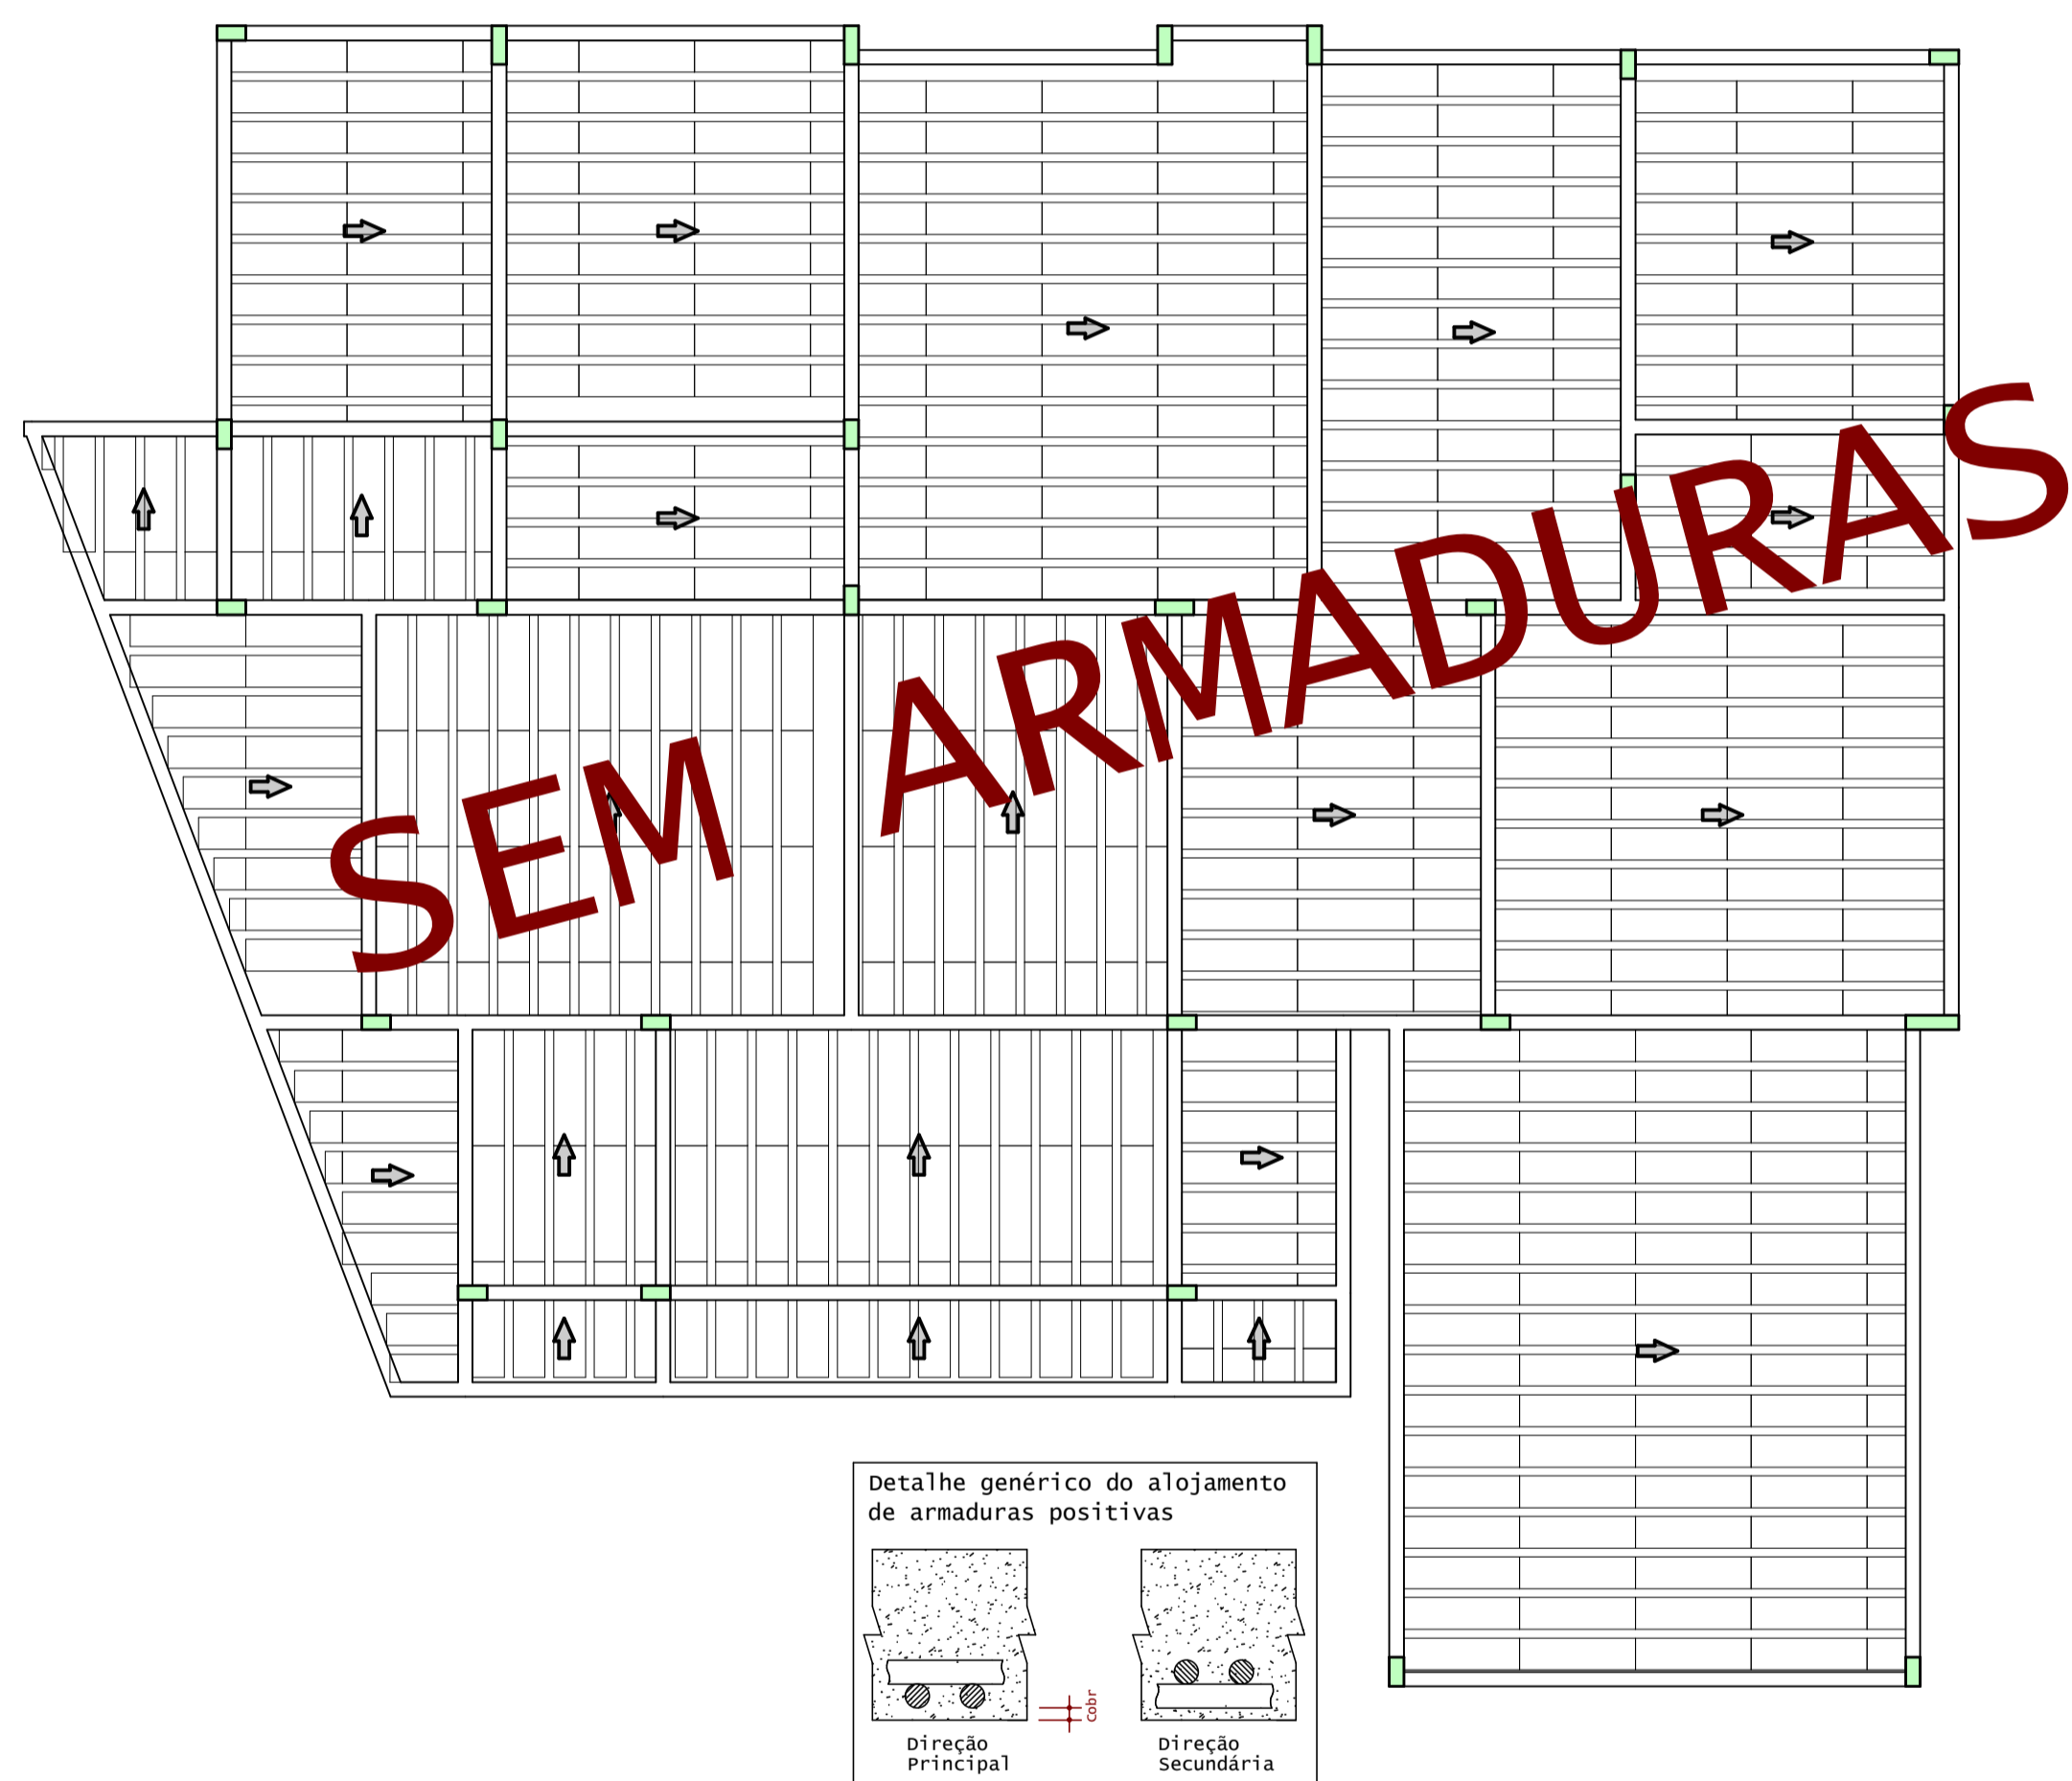 SEM ARMADURAS
Detalhe genérico do alojamento
de armaduras positivas
Cobr
Direção
Principal
Direção
Secundária